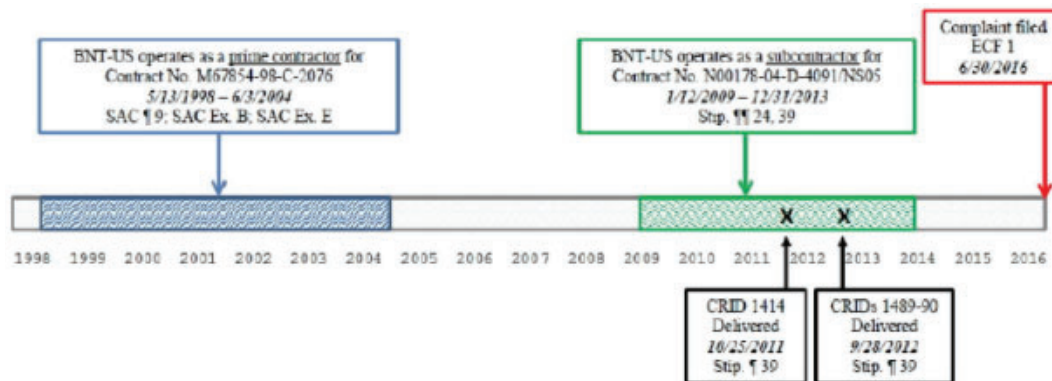 BNT-US operates as a prime contractor for
Contract No. M67854-98-C-2076
5/13/1998 – 6/3/2004
SAC ¶ 9; SAC Ex. B; SAC Ex. E
BNT-US operates as a subcontractor for
Contract No. N00178-04-D-4091/NS05
1/12/2009 – 12/31/2013
Stip. ¶¶ 24, 39
Complaint filed
ECF 1
6/30/2016
X X
1998 1999 2000 2001 2002 2003 2004 2005 2006 2007 2008 2009 2010 2011 2012 2013 2014 2015 2016
CRID 1414
Delivered
10/25/2011
Stip. ¶ 39
CRIDs 1489-90
Delivered
9/28/2012
Stip. ¶ 39